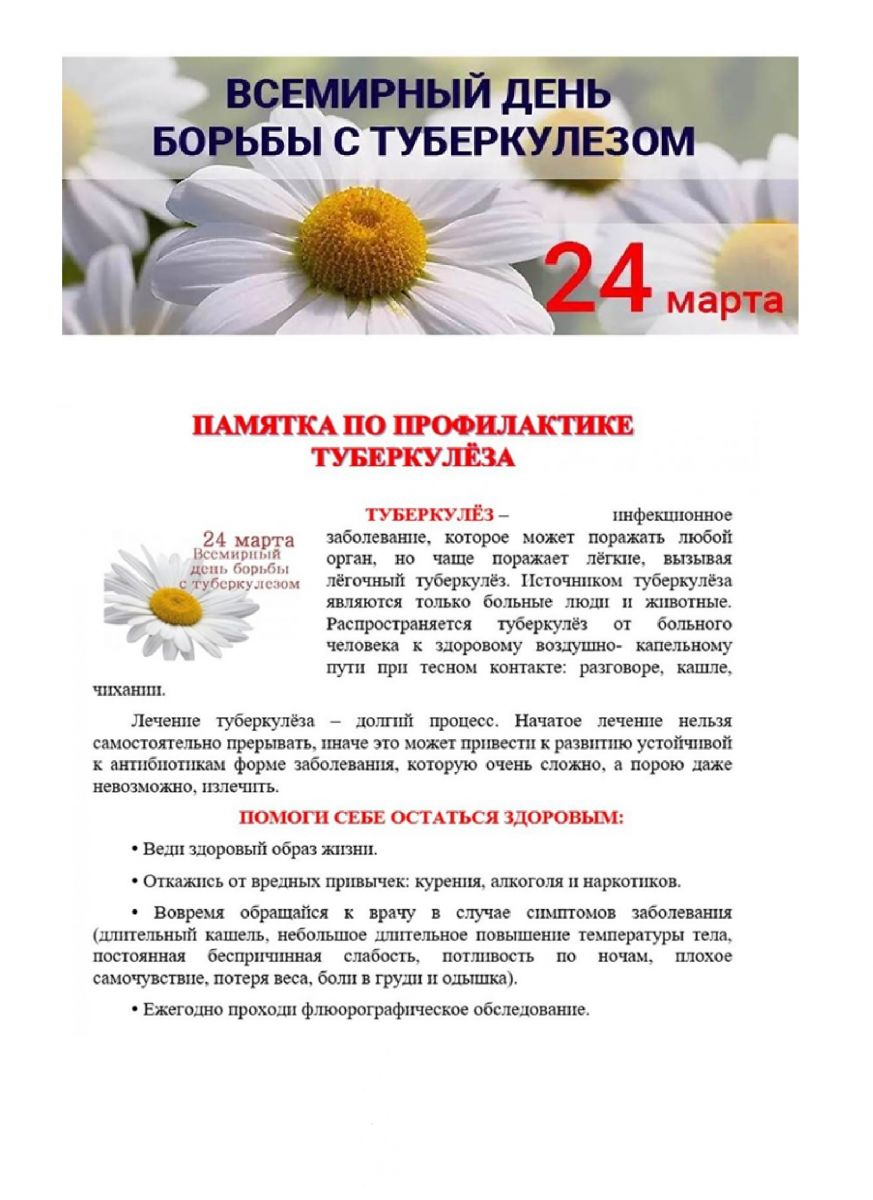 ВСЕМИРНЫЙ ДЕНЬ
БОРЬБЫ С ТУБЕРКУЛЕЗОМ
24 марта
ПАМЯТКА ПО ПРОФИЛАКТИКЕ
ТУБЕРКУЛЁЗА
24 марта
Всемирный
день борьбы
с туберкулезом
ТУБЕРКУЛЁЗ – инфекционное
заболевание, которое может поражать любой
орган, но чаще поражает лёгкие, вызывая
лёгочный туберкулёз. Источником туберкулёза
являются только больные люди и животные.
Распространяется туберкулёз от больного
человека к здоровому воздушно- капельному
пути при тесном контакте: разговоре, кашле,
чихании.
Лечение туберкулёза – долгий процесс. Начатое лечение нельзя
самостоятельно прерывать, иначе это может привести к развитию устойчивой
к антибиотикам форме заболевания, которую очень сложно, а порою даже
невозможно, излечить.
ПОМОГИ СЕБЕ ОСТАТЬСЯ ЗДОРОВЫМ:
• Веди здоровый образ жизни.
• Откажись от вредных привычек: курения, алкоголя и наркотиков.
• Вовремя обращайся к врачу в случае симптомов заболевания
(длительный кашель, небольшое длительное повышение температуры тела,
постоянная беспричинная слабость, потливость по ночам, плохое
самочувствие, потеря веса, боли в груди и одышка).
• Ежегодно проходи флюорографическое обследование.